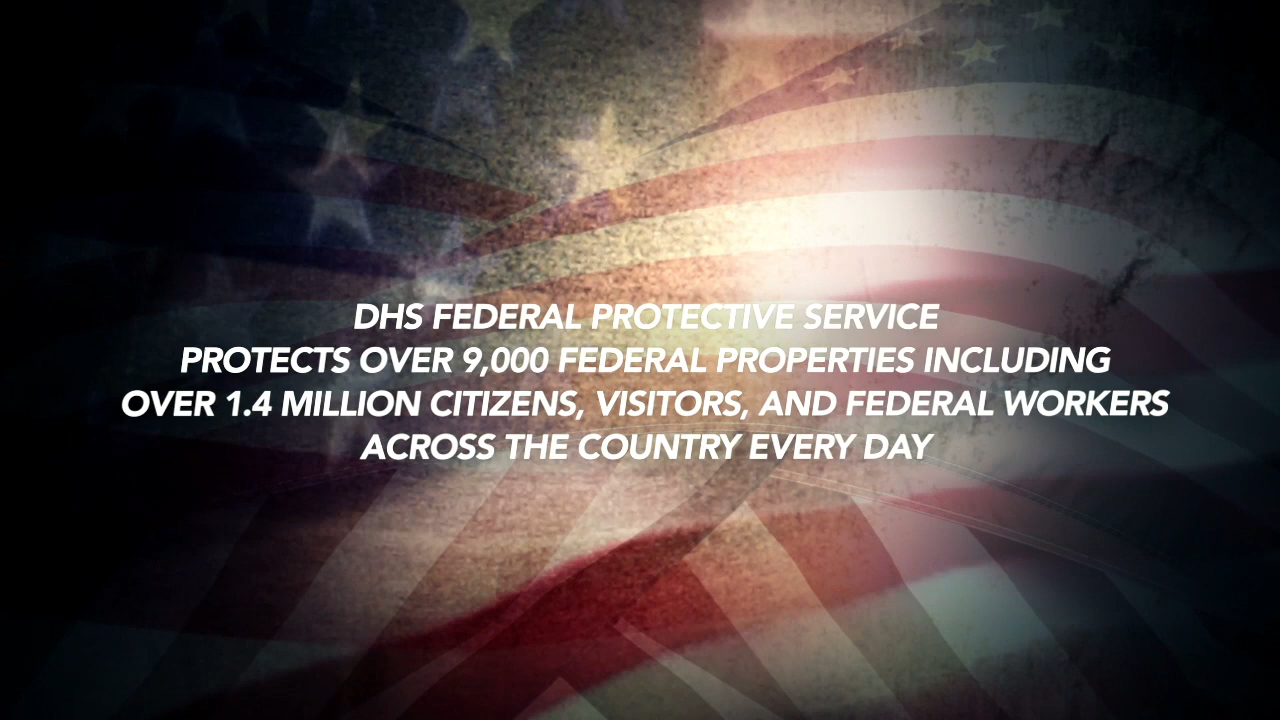 DHS FEDERAL PROTECTIVE SERVICE
PROTECTS OVER 9,000 FEDERAL PROPERTIES INCLUDING
OVER 1.4 MILLION CITIZENS, VISITORS, AND FEDERAL WORKERS
ACROSS THE COUNTRY EVERY DAY